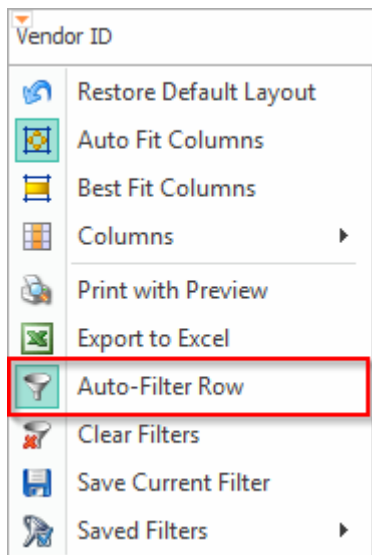 Vendor ID
Restore Default Layout
Auto Fit Columns
Best Fit Columns
Columns
Print with Preview
Export to Excel
Auto-Filter Row
Clear Filters
Save Current Filter
Saved Filters